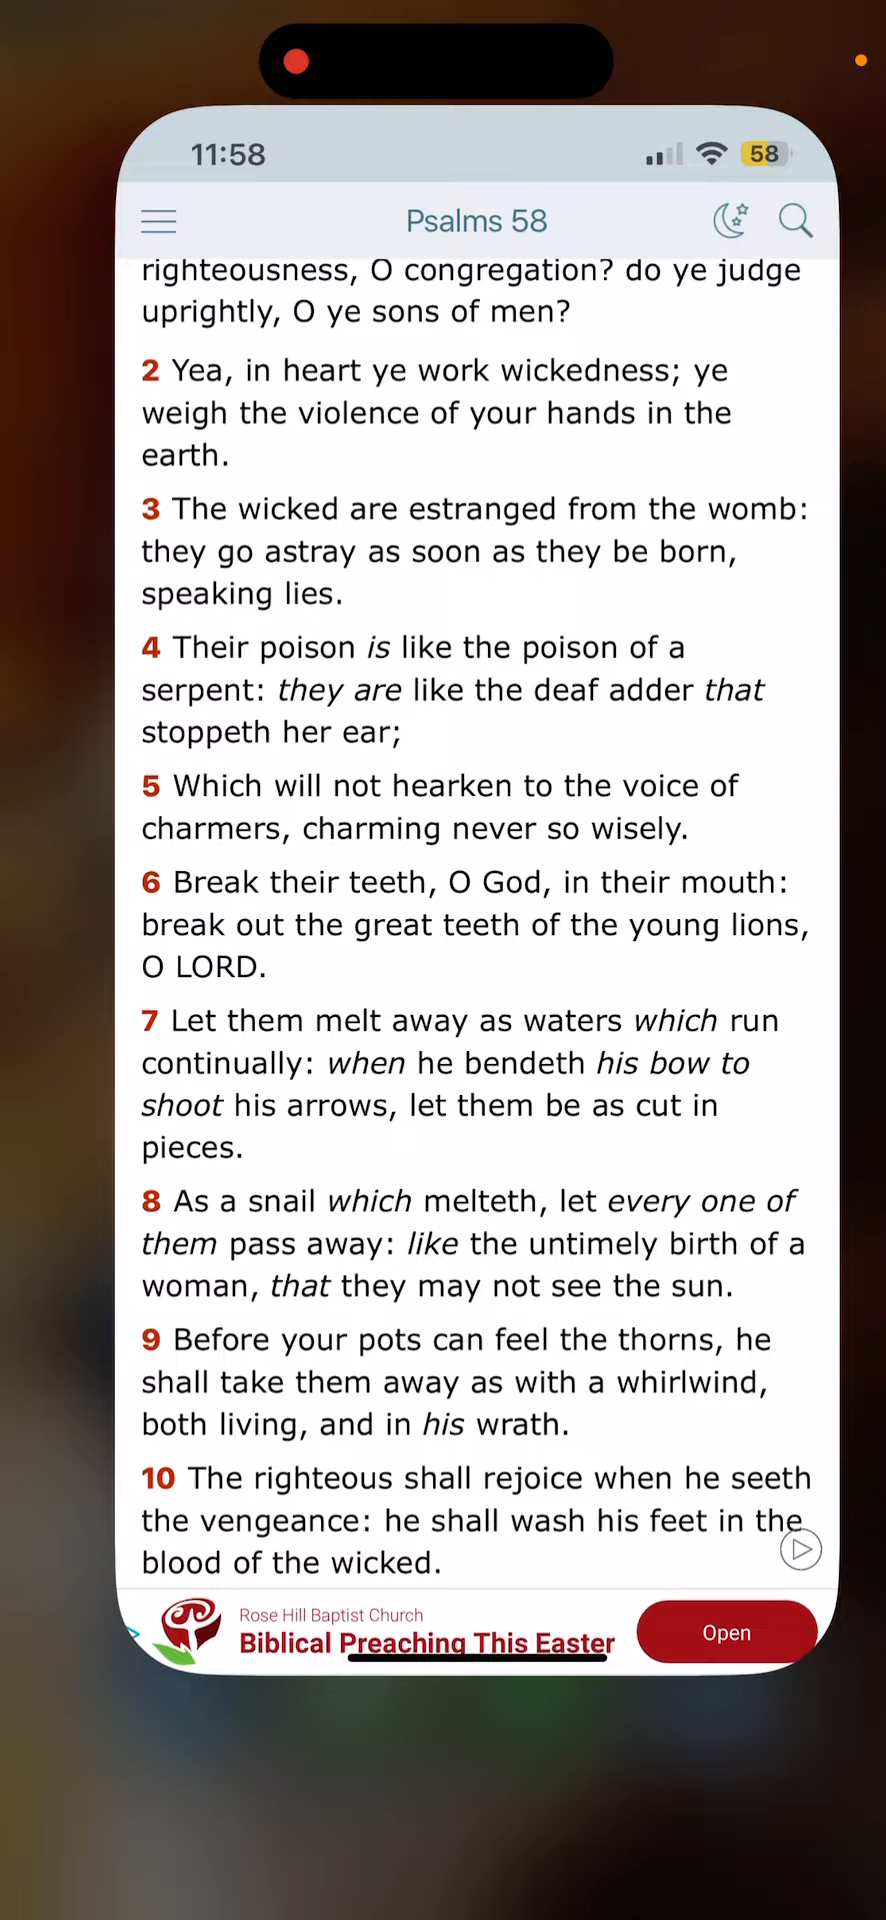 11:58
58
Psalms 58
righteousness, O congregation? do ye judge
uprightly, O ye sons of men?
2 Yea, in heart ye work wickedness; ye
weigh the violence of your hands in the
earth.
3 The wicked are estranged from the womb:
they go astray as soon as they be born,
speaking lies.
4 Their poison is like the poison of a
serpent: they are like the deaf adder that
stoppeth her ear;
5 Which will not hearken to the voice of
charmers, charming never so wisely.
6 Break their teeth, O God, in their mouth:
break out the great teeth of the young lions,
O LORD.
7 Let them melt away as waters which run
continually: when he bendeth his bow to
shoot his arrows, let them be as cut in
pieces.
8 As a snail which melteth, let every one of
them pass away: like the untimely birth of a
woman, that they may not see the sun.
9 Before your pots can feel the thorns, he
shall take them away as with a whirlwind,
both living, and in his wrath.
10 The righteous shall rejoice when he seeth
the vengeance: he shall wash his feet in the
blood of the wicked.
Rose Hill Baptist Church
Biblical Preaching This Easter
Open